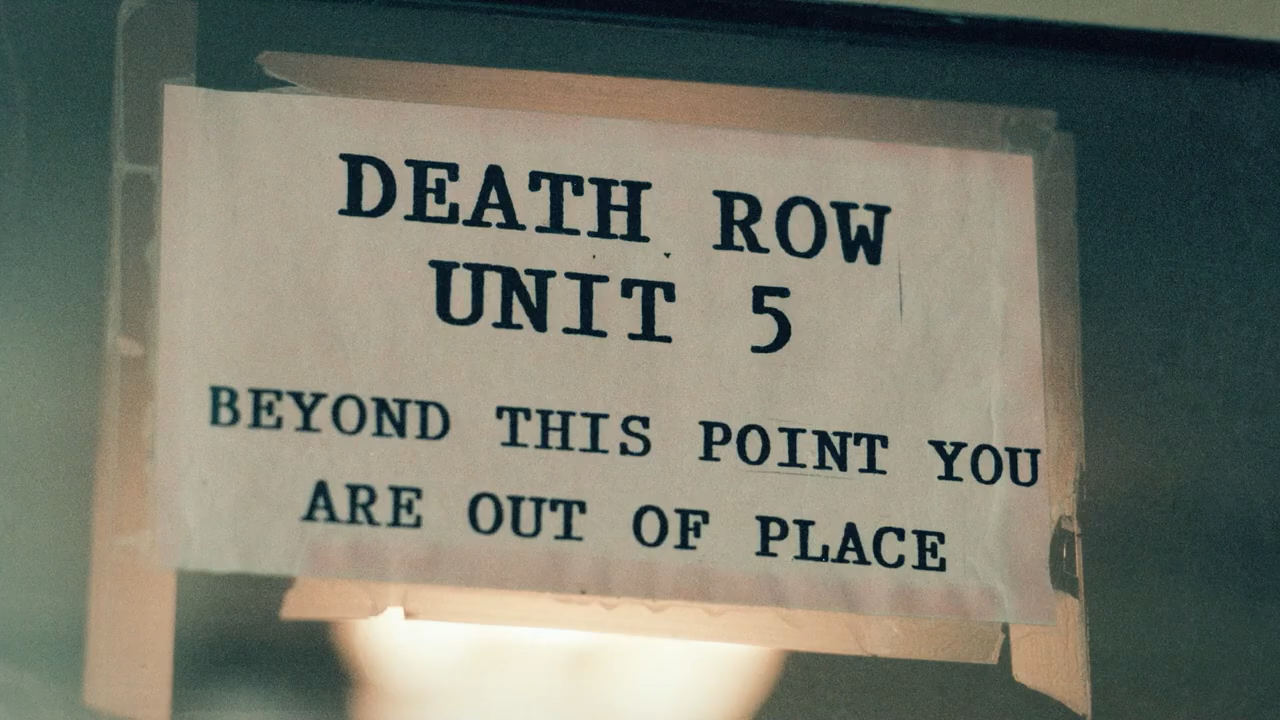 DEATH ROW
UNIT 5
BEYOND THIS POINT YOU
ARE OUT OF PLACE